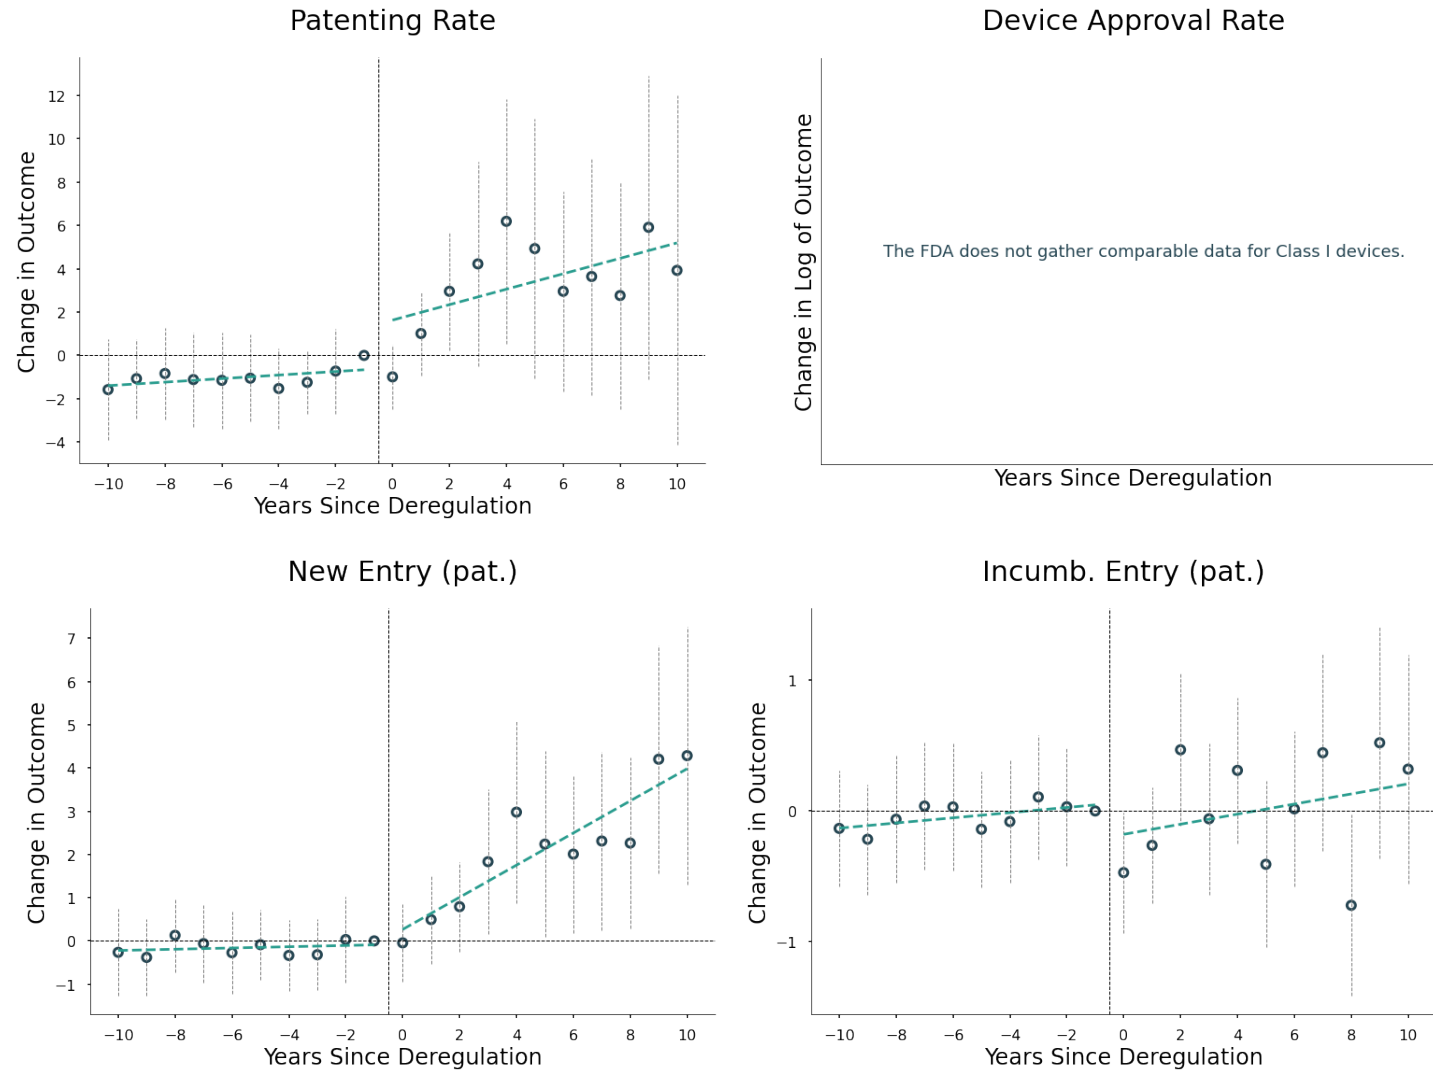 Patenting Rate
Change in Outcome
12
10
8
6
4
2
0
−2
−4
−10 −8 −6 −4 −2 0 2 4 6 8 10
Years Since Deregulation
Device Approval Rate
Change in Log of Outcome
The FDA does not gather comparable data for Class I devices.
Years Since Deregulation
New Entry (pat.)
Change in Outcome
7
6
5
4
3
2
1
0
−1
−10 −8 −6 −4 −2 0 2 4 6 8 10
Years Since Deregulation
Incumb. Entry (pat.)
Change in Outcome
1
0
−1
−10 −8 −6 −4 −2 0 2 4 6 8 10
Years Since Deregulation